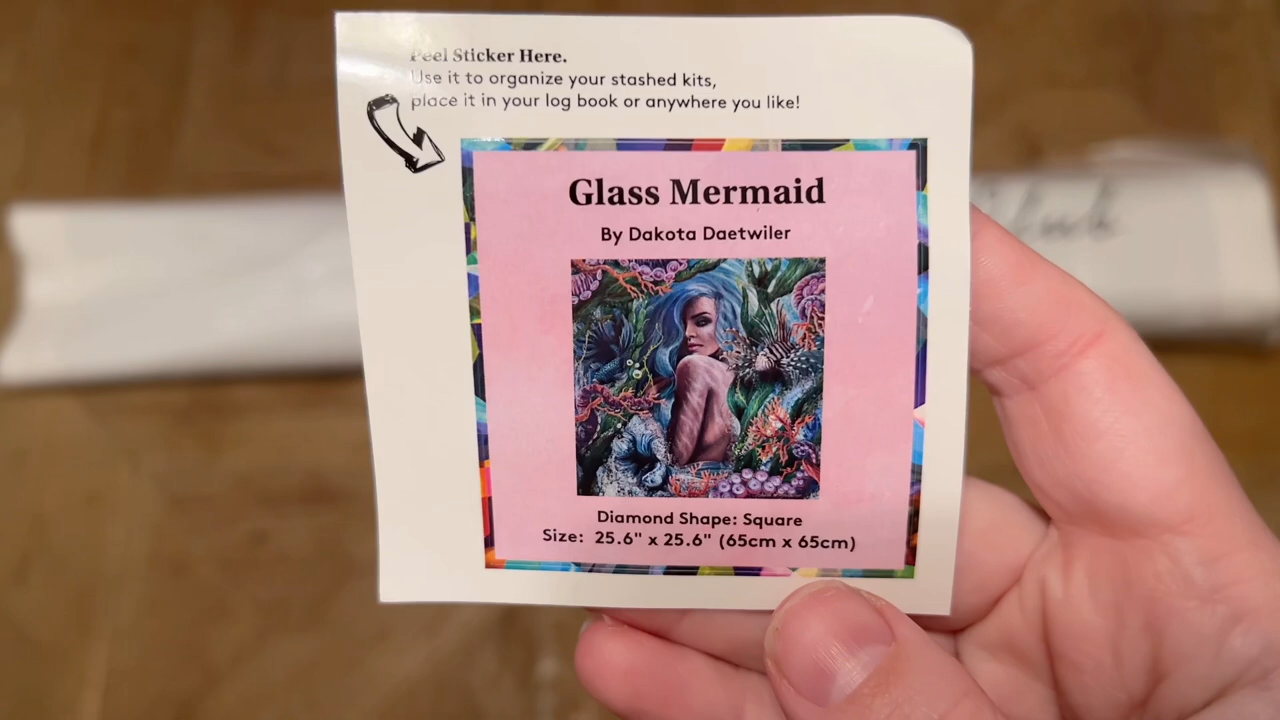 Peel Sticker Here.
Use it to organize your stashed kits,
place it in your log book or anywhere you like!
Glass Mermaid
By Dakota Daetwiler
Diamond Shape: Square
Size: 25.6" x 25.6" (65cm x 65cm)